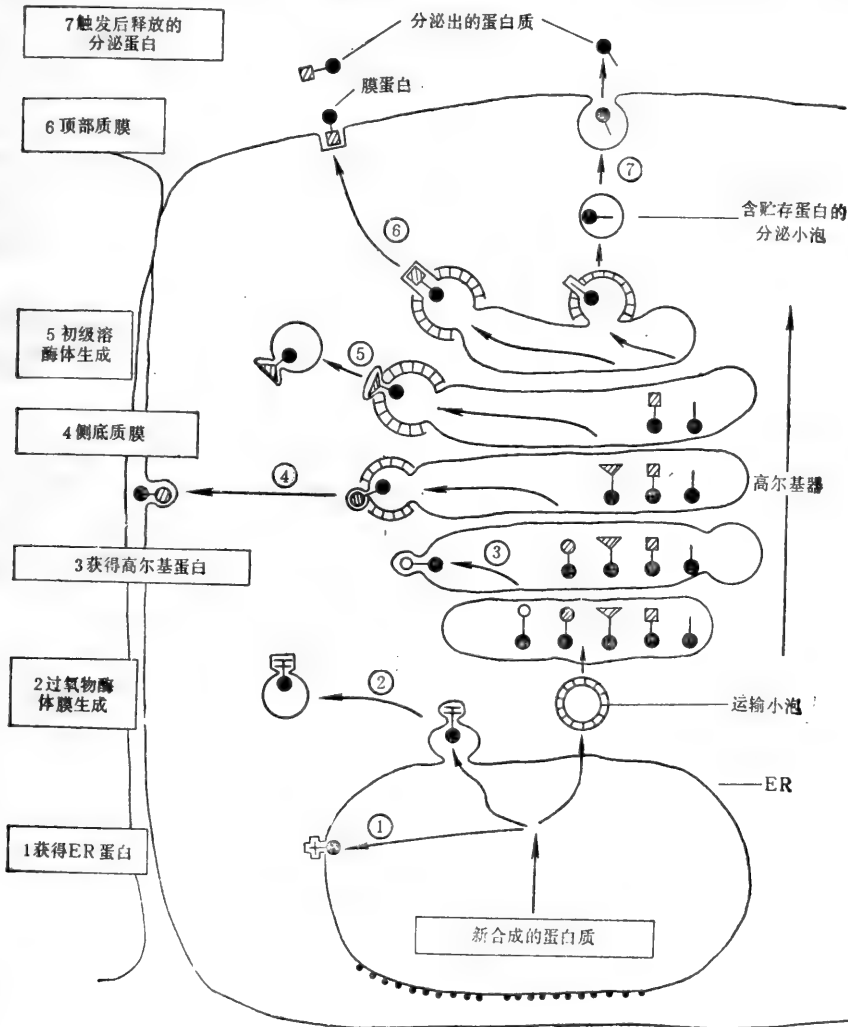 7触发后释放的
分泌蛋白
分泌出的蛋白质
膜蛋白
6顶部质膜
⑦
含贮存蛋白的
分泌小泡
⑥
5初级溶
酶体生成
⑤
4侧底质膜
④
高尔基器
3获得高尔基蛋白
③
2过氧物酶
体膜生成
②
运输小泡
ER
1获得ER蛋白
①
新合成的蛋白质